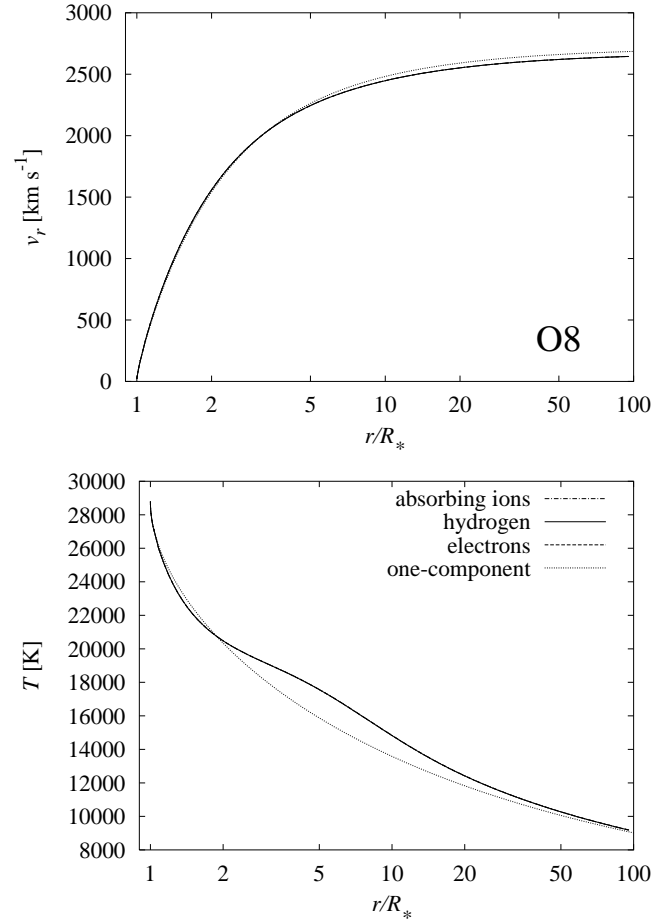 3000
2500
2000
1500
1000
500
0
v_r [km s⁻¹]
O8
1 2 5 10 20 50 100
r/R_*
30000
28000
26000
24000
22000
20000
18000
16000
14000
12000
10000
8000
T [K]
absorbing ions
hydrogen
electrons
one-component
1 2 5 10 20 50 100
r/R_*